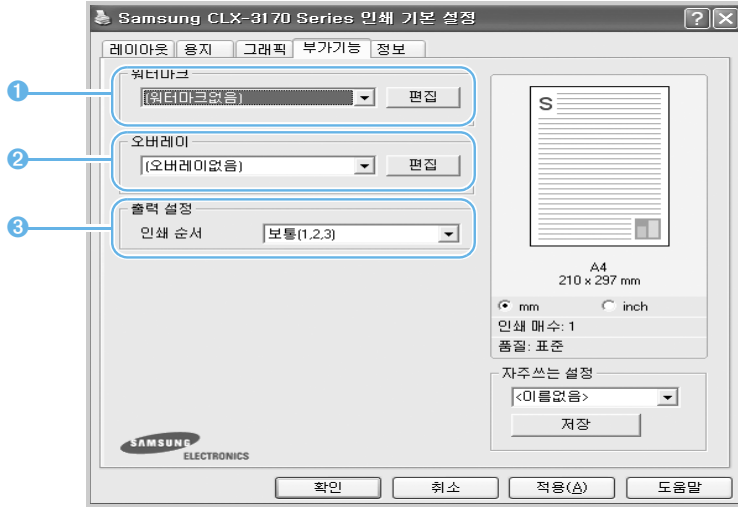 Samsung CLX-3170 Series 인쇄 기본 설정
레이아웃 용지 그래픽 부가기능 정보
1
워터마크
(워터마크없음) 편집
2
오버레이
(오버레이없음) 편집
3
출력 설정
인쇄 순서 보통(1,2,3)
S
A4
210 x 297 mm
mm inch
인쇄 매수: 1
품질: 표준
자주쓰는 설정
<이름없음>
저장
SAMSUNG
ELECTRONICS
확인 취소 적용(A) 도움말